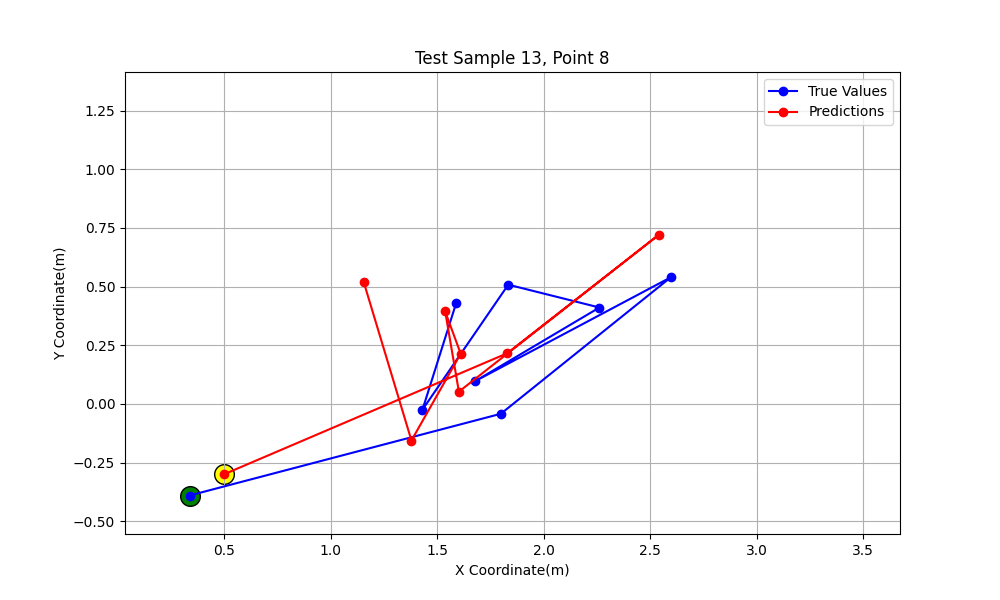 Test Sample 13, Point 8
True Values
Predictions
1.25
1.00
0.75
0.50
0.25
0.00
−0.25
−0.50
Y Coordinate(m)
0.5 1.0 1.5 2.0 2.5 3.0 3.5
X Coordinate(m)